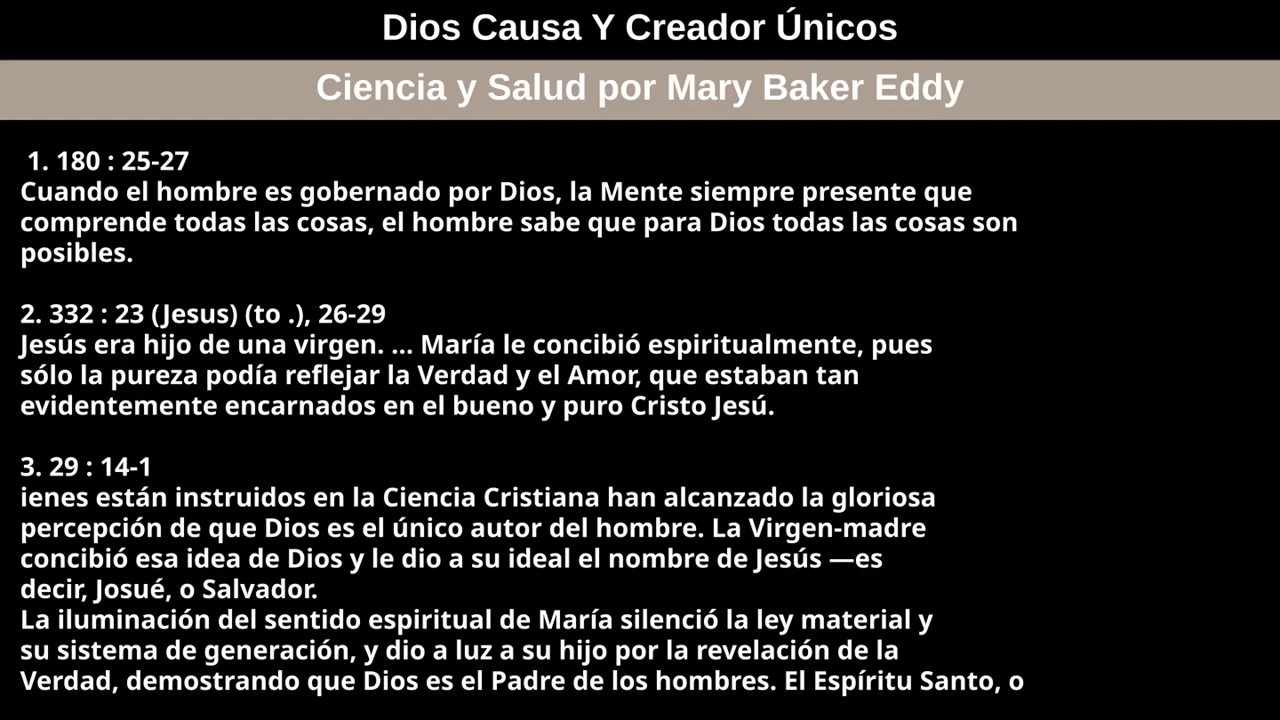 Dios Causa Y Creador Únicos
Ciencia y Salud por Mary Baker Eddy
1. 180 : 25-27
Cuando el hombre es gobernado por Dios, la Mente siempre presente que
comprende todas las cosas, el hombre sabe que para Dios todas las cosas son
posibles.
2. 332 : 23 (Jesus) (to .), 26-29
Jesús era hijo de una virgen. ... María le concibió espiritualmente, pues
sólo la pureza podía reflejar la Verdad y el Amor, que estaban tan
evidentemente encarnados en el bueno y puro Cristo Jesú.
3. 29 : 14-1
ienes están instruidos en la Ciencia Cristiana han alcanzado la gloriosa
percepción de que Dios es el único autor del hombre. La Virgen-madre
concibió esa idea de Dios y le dio a su ideal el nombre de Jesús —es
decir, Josué, o Salvador.
La iluminación del sentido espiritual de María silenció la ley material y
su sistema de generación, y dio a luz a su hijo por la revelación de la
Verdad, demostrando que Dios es el Padre de los hombres. El Espíritu Santo, o